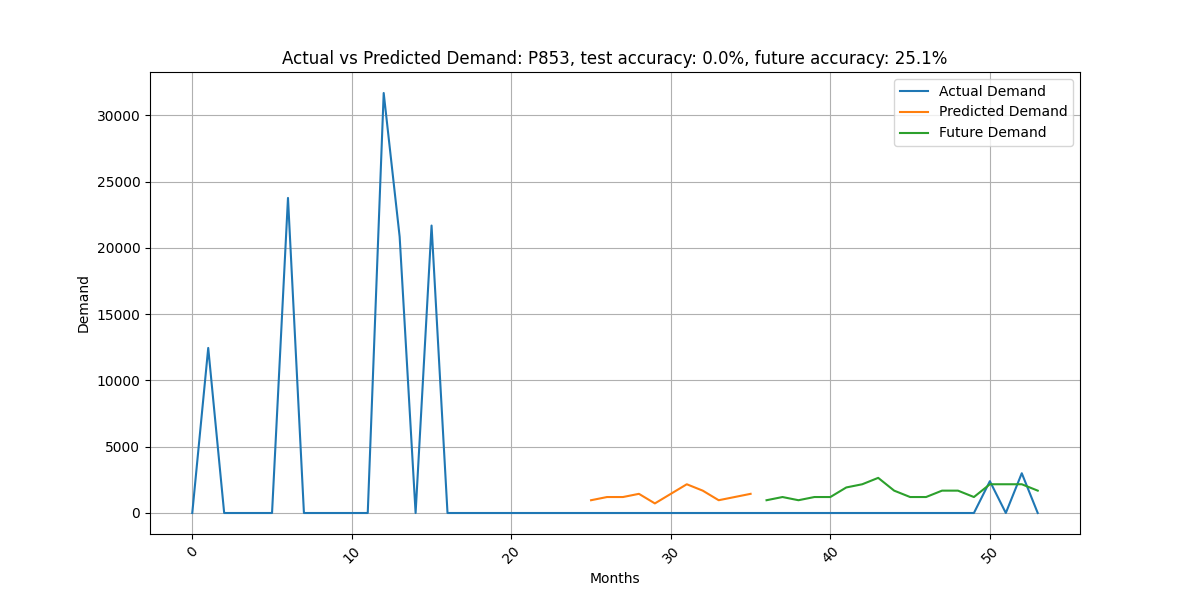 Actual vs Predicted Demand: P853, test accuracy: 0.0%, future accuracy: 25.1%
Actual Demand
Predicted Demand
Future Demand
30000
25000
20000
15000
10000
5000
0
Demand
0
10
20
30
40
50
Months